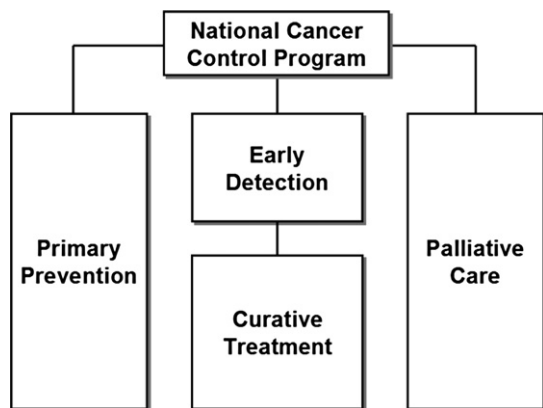 National Cancer
Control Program
Primary
Prevention
Early
Detection
Curative
Treatment
Palliative
Care